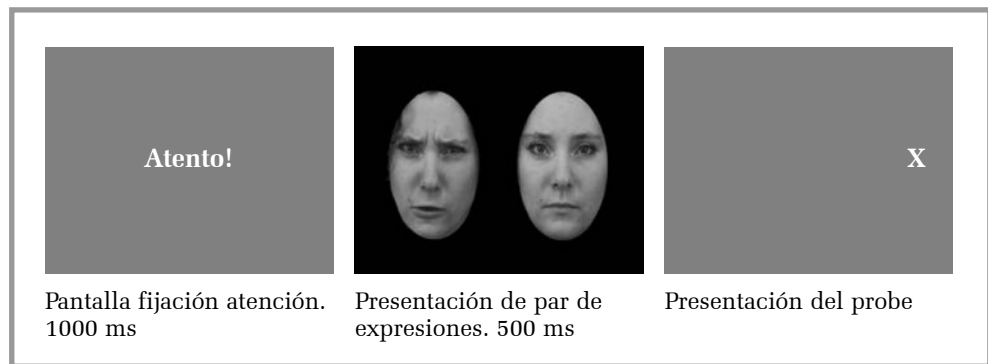 Atento!
X
Pantalla fijación atención.
1000 ms
Presentación de par de
expresiones. 500 ms
Presentación del probe